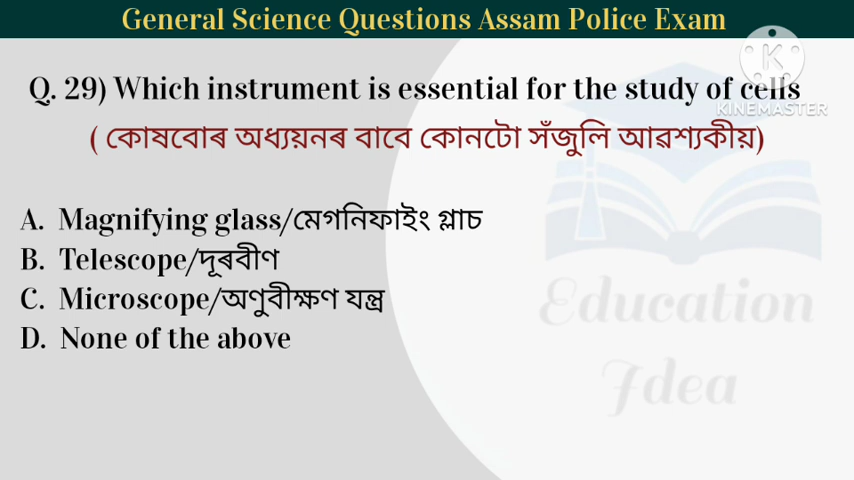 General Science Questions Assam Police Exam
K
KINEMASTER
Q. 29) Which instrument is essential for the study of cells
( কোষবোৰ অধ্যয়নৰ বাবে কোনটো সঁজুলি আৱশ্যকীয়)
A. Magnifying glass/মেগনিফাইং গ্লাচ
B. Telescope/দূৰবীণ
C. Microscope/অণুবীক্ষণ যন্ত্ৰ
D. None of the above
Education
Idea